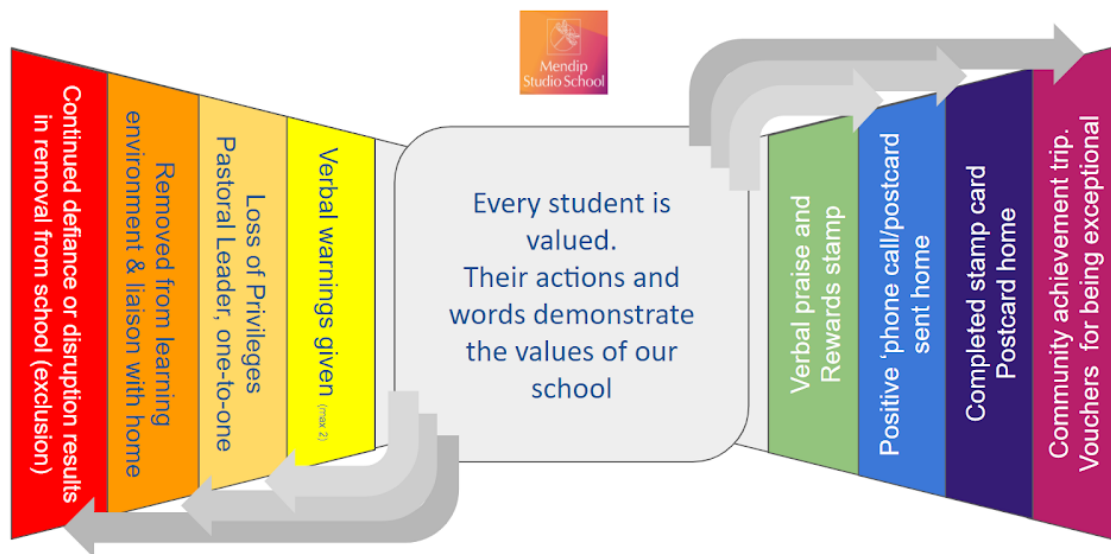 Mendip
Studio School
Continued defiance or disruption results
in removal from school (exclusion)
Removed from learning
environment & liaison with home
Loss of Privileges
Pastoral Leader, one-to-one
Verbal warnings given (max 2)
Every student is
valued.
Their actions and
words demonstrate
the values of our
school
Verbal praise and
Rewards stamp
Positive ‘phone call/postcard
sent home
Completed stamp card
Postcard home
Community achievement trip.
Vouchers for being exceptional